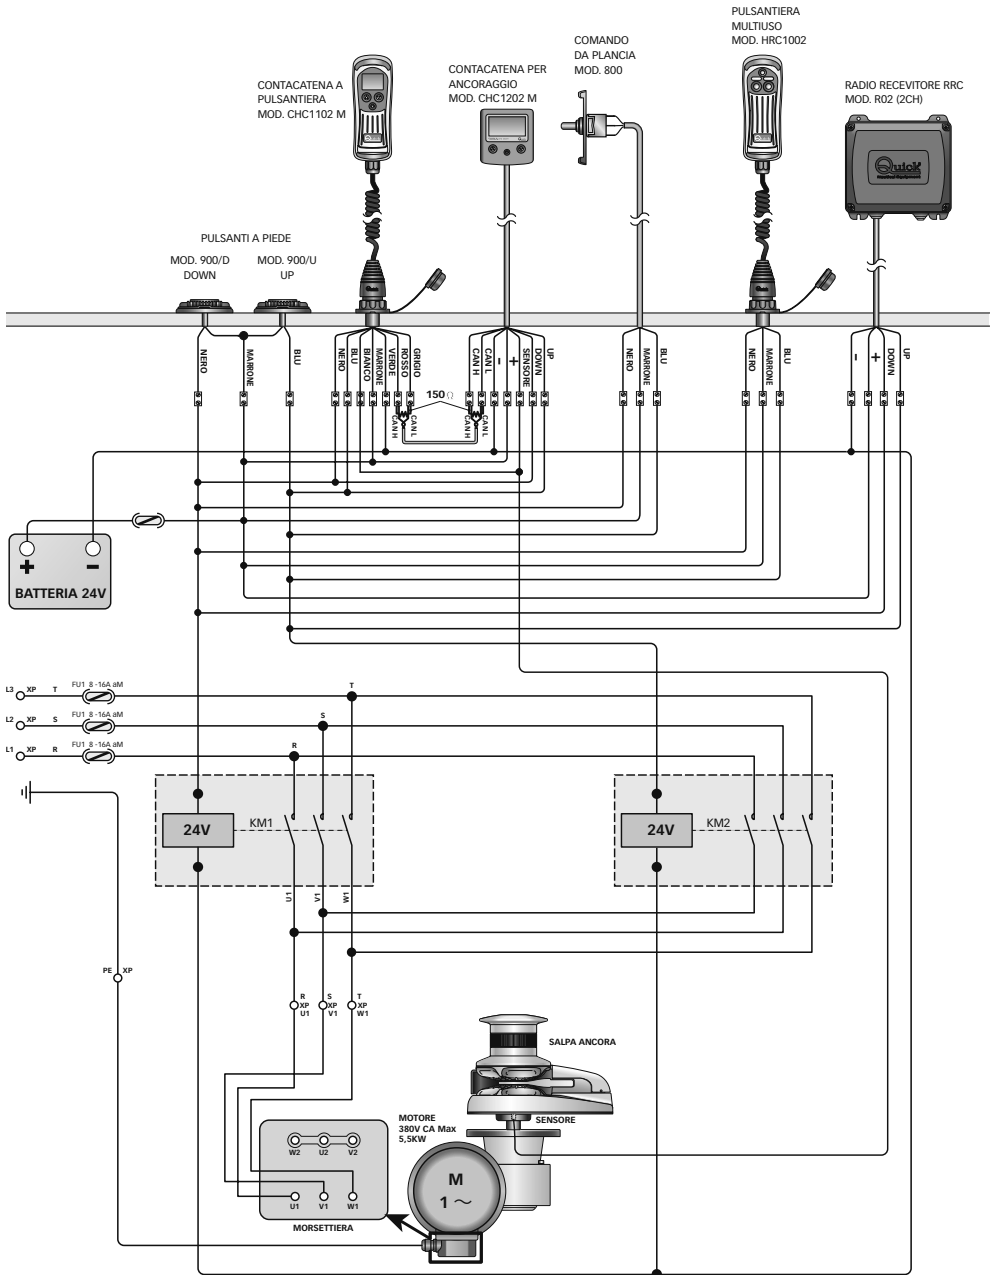 PULSANTIERA
MULTIUSO
MOD. HRC1002
COMANDO
DA PLANCIA
MOD. 800
CONTACATENA PER
ANCORAGGIO
MOD. CHC1202 M
CONTACATENA A
PULSANTIERA
MOD. CHC1102 M
RADIO RECEVITORE RRC
MOD. R02 (2CH)
Quick
PULSANTI A PIEDE
MOD. 900/D
DOWN
MOD. 900/U
UP
NERO
MARRONE
BLU
NERO
BLU
BIANCO
MARRONE
VERDE
ROSSO
GRIGIO
CAN H
CAN L
-
+
SENSORE
DOWN
UP
NERO
MARRONE
BLU
NERO
MARRONE
BLU
-
+
DOWN
UP
150 Ω
CAN H
CAN L
CAN H
CAN L
+
-
BATTERIA 24V
L3 XP T FU1 8 -16A aM
L2 XP S FU1 8 -16A aM
L1 XP R FU1 8 -16A aM
T
S
R
24V
KM1
24V
KM2
U1
V1
W1
PE XP
R
XP
U1
S
XP
V1
T
XP
W1
SALPA ANCORA
SENSORE
MOTORE
380V CA Max
5,5KW
W2 U2 V2
U1 V1 W1
MORSETTIERA
M
1 ~